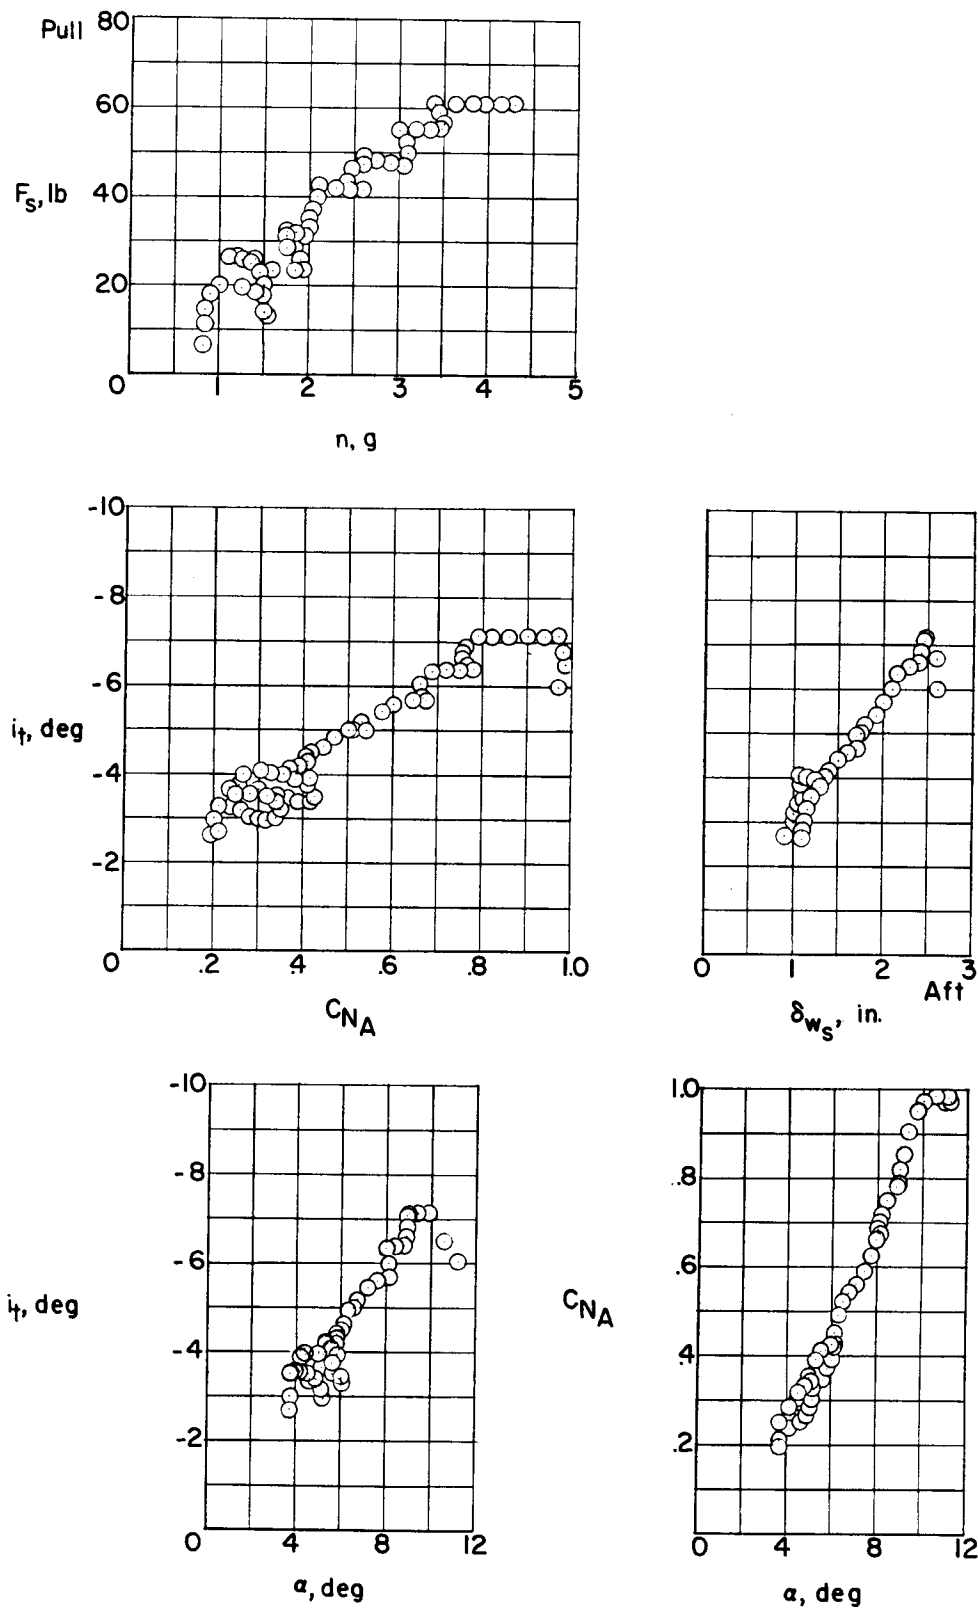 Pull 80
60
F_s, lb 40
20
0 1 2 3 4 5
n, g
-10
-8
-6
i_t, deg
-4
-2
0 .2 .4 .6 .8 1.0
C_N_A
0 1 2 3
Aft
δ_w_s, in.
-10
-8
-6
i_t, deg
-4
-2
0 4 8 12
α, deg
1.0
.8
.6
C_N_A
.4
.2
0 4 8 12
α, deg